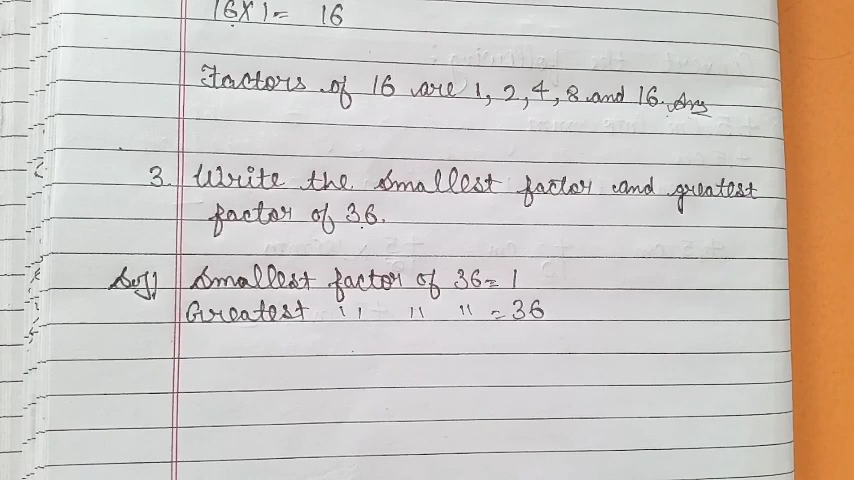 16×1= 16
Factors of 16 are 1, 2, 4, 8 and 16. Ans
3. Write the smallest factor and greatest
factor of 36.
Smallest factor of 36 = 1
Greatest " " " = 36